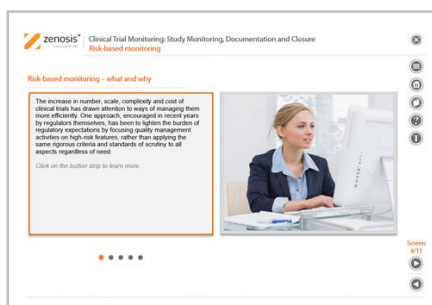 zenosis*
Clinical Trial Monitoring: Study Monitoring, Documentation and Closure
Risk-based monitoring
Risk-based monitoring – what and why
The increase in number, scale, complexity and cost of
clinical trials has drawn attention to ways of managing them
more efficiently. One approach, encouraged in recent years
by regulators themselves, has been to lighten the burden of
regulatory expectations by focusing quality management
activities on high-risk features, rather than applying the
same rigorous criteria and standards of scrutiny to all
aspects regardless of need.
Click on the button strip to learn more.
Screen
4/11